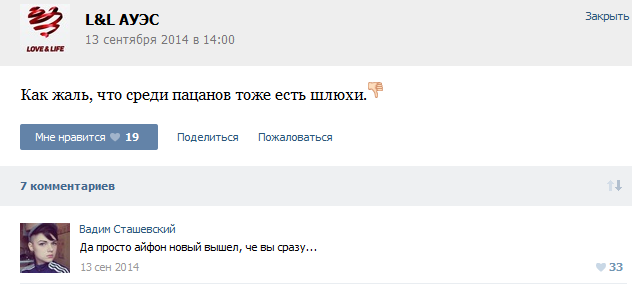 L&L АУЭС
Закрыть
13 сентября 2014 в 14:00
LOVE & LIFE
Как жаль, что среди пацанов тоже есть шлюхи.
Мне нравится 19
Поделиться
Пожаловаться
7 комментариев
Вадим Сташевский
Да просто айфон новый вышел, че вы сразу...
13 сен 2014
33